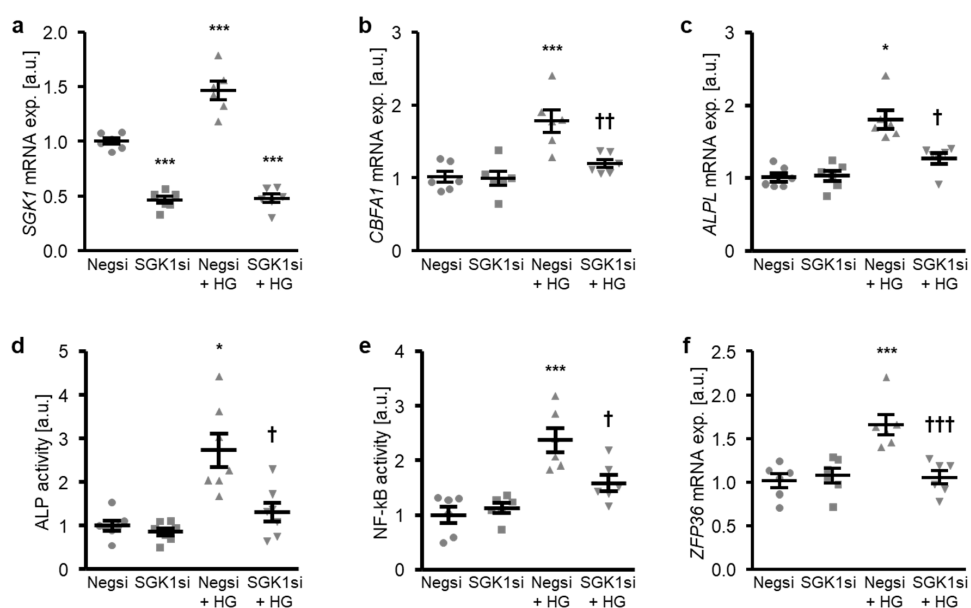 a
SGK1 mRNA exp. [a.u.]
2.0
1.5
1.0
0.5
0.0
***
***
***
Negsi SGK1si Negsi SGK1si
+ HG + HG
b
CBFA1 mRNA exp. [a.u.]
3
2
1
0
***
††
Negsi SGK1si Negsi SGK1si
+ HG + HG
c
ALPL mRNA exp. [a.u.]
3
2
1
0
*
†
Negsi SGK1si Negsi SGK1si
+ HG + HG
d
ALP activity [a.u.]
5
4
3
2
1
0
*
†
Negsi SGK1si Negsi SGK1si
+ HG + HG
e
NF-kB activity [a.u.]
4
3
2
1
0
***
†
Negsi SGK1si Negsi SGK1si
+ HG + HG
f
ZFP36 mRNA exp. [a.u.]
2.5
2.0
1.5
1.0
0.5
0.0
***
†††
Negsi SGK1si Negsi SGK1si
+ HG + HG